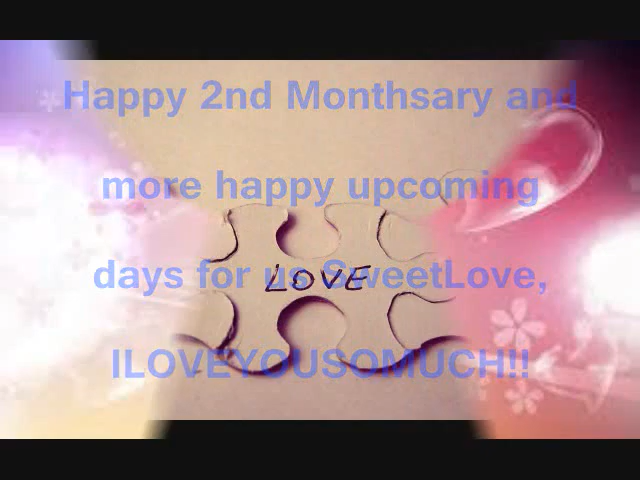 Happy 2nd Monthsary and
more happy upcoming
days for us SweetLove,
LOVE
ILOVEYOUSOMUCH!!